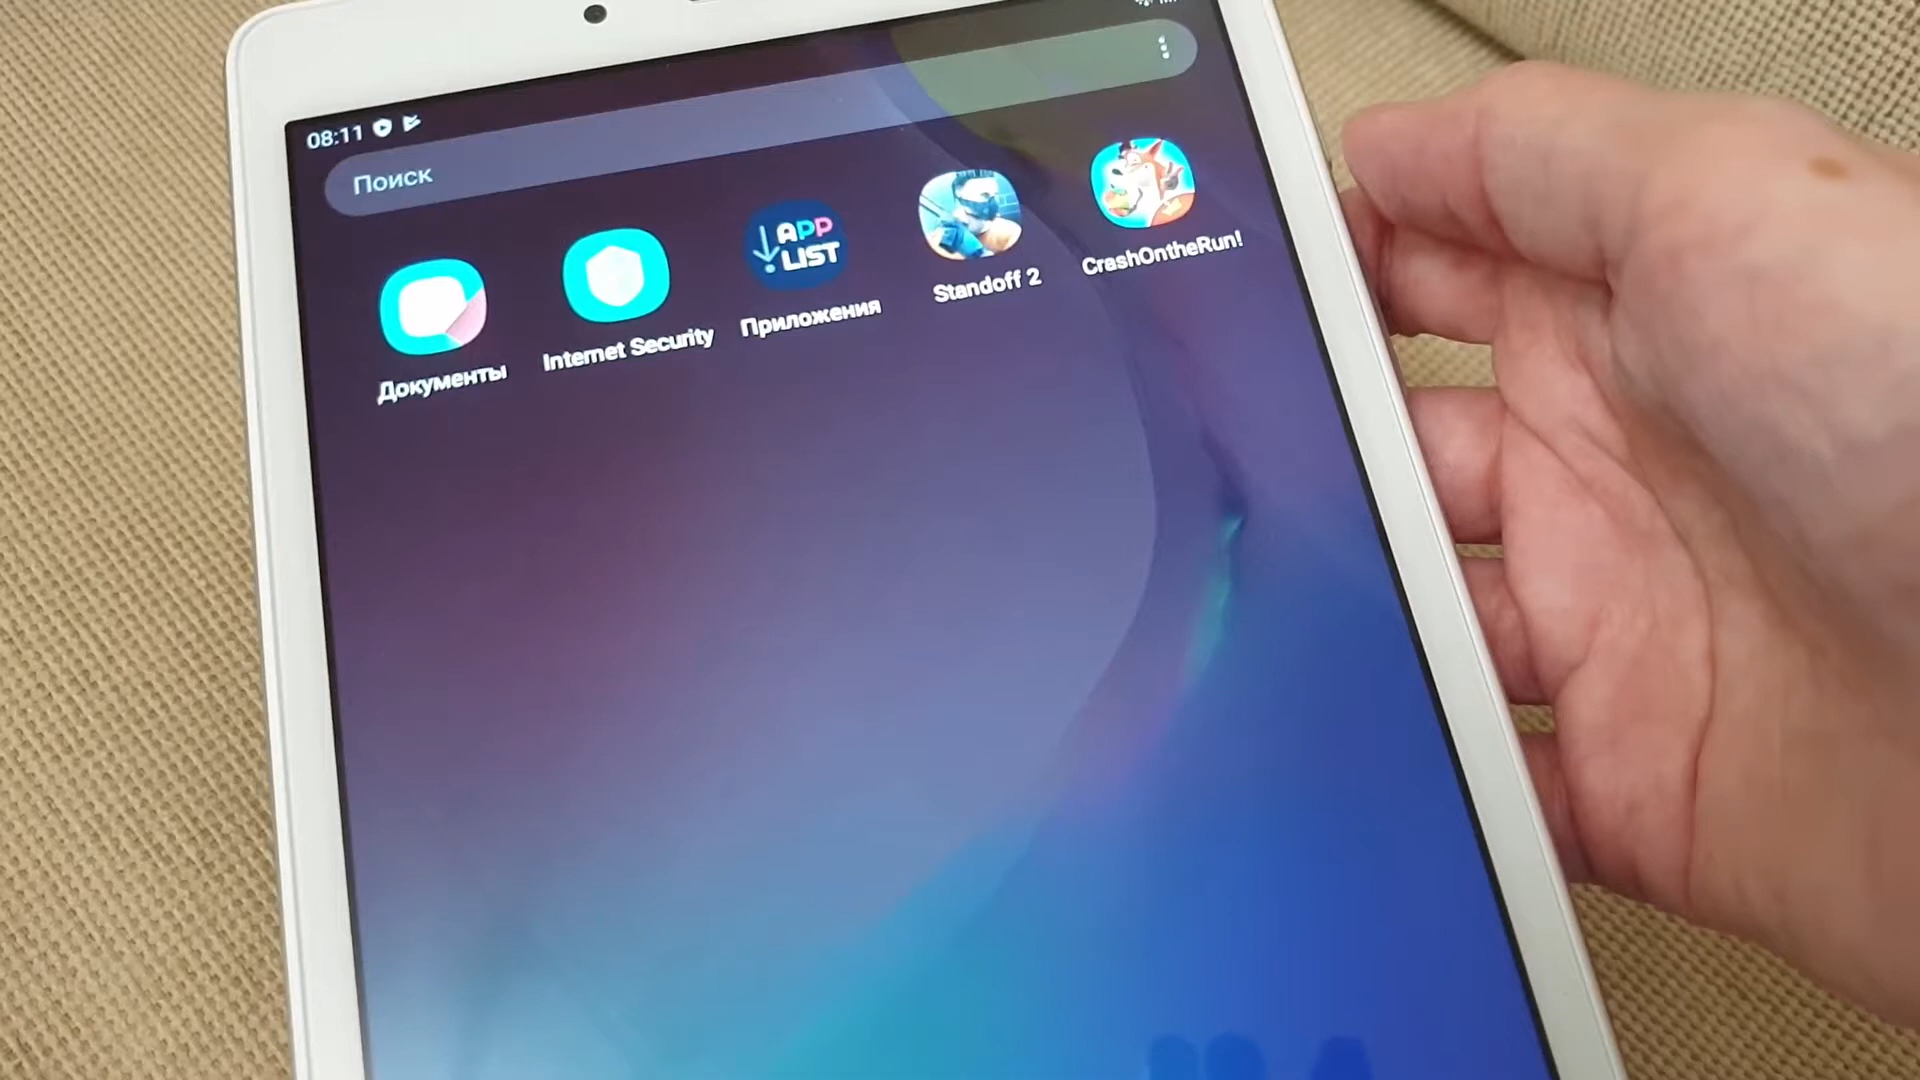 08:11
Поиск
Документы
Internet Security
APP
LIST
Приложения
Standoff 2
CrashOntheRun!